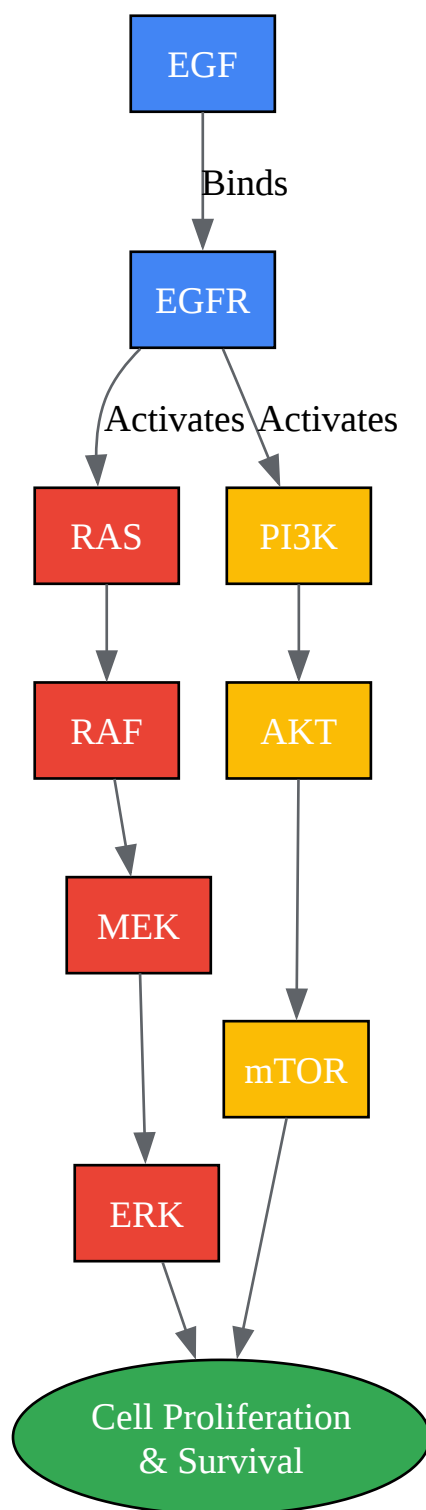 EGF
Binds
EGFR
Activates
Activates
RAS
PI3K
RAF
AKT
MEK
mTOR
ERK
Cell Proliferation
& Survival